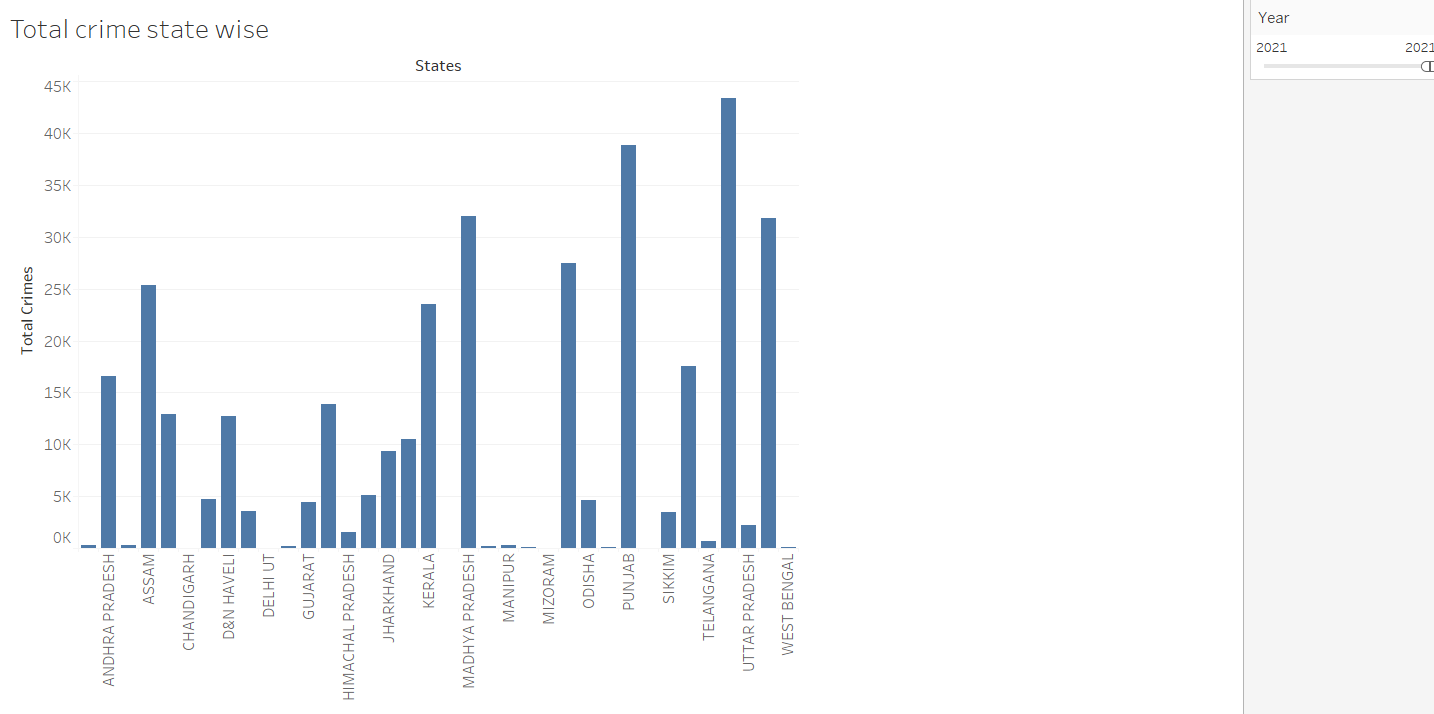 Total crime state wise
Year
2021 2021
States
45K
40K
35K
30K
25K
20K
15K
10K
5K
0K
Total Crimes
ANDHRA PRADESH
ASSAM
CHANDIGARH
D&N HAVELI
DELHI UT
GUJARAT
HIMACHAL PRADESH
JHARKHAND
KERALA
MADHYA PRADESH
MANIPUR
MIZORAM
ODISHA
PUNJAB
SIKKIM
TELANGANA
UTTAR PRADESH
WEST BENGAL